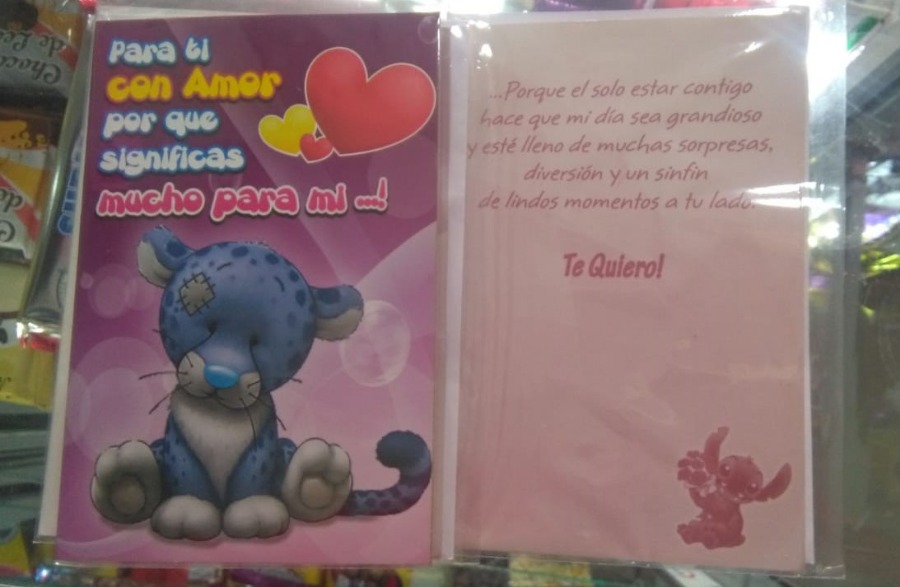 Para ti
con Amor
por que
significas
mucho para mi ...!
...Porque el solo estar contigo
hace que mi día sea grandioso
y esté lleno de muchas sorpresas,
diversión y un sinfin
de lindos momentos a tu lado.
Te Quiero!